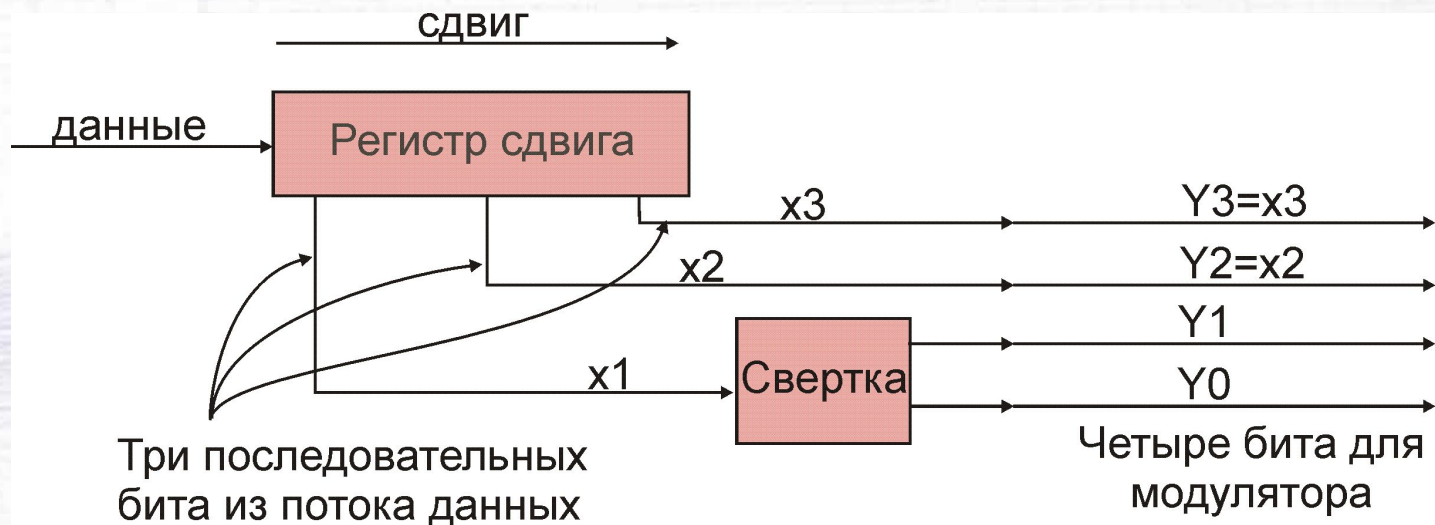 сдвиг
данные
Регистр сдвига
x3
Y3=x3
x2
Y2=x2
Y1
x1
Свертка
Y0
Три последовательных
бита из потока данных
Четыре бита для
модулятора